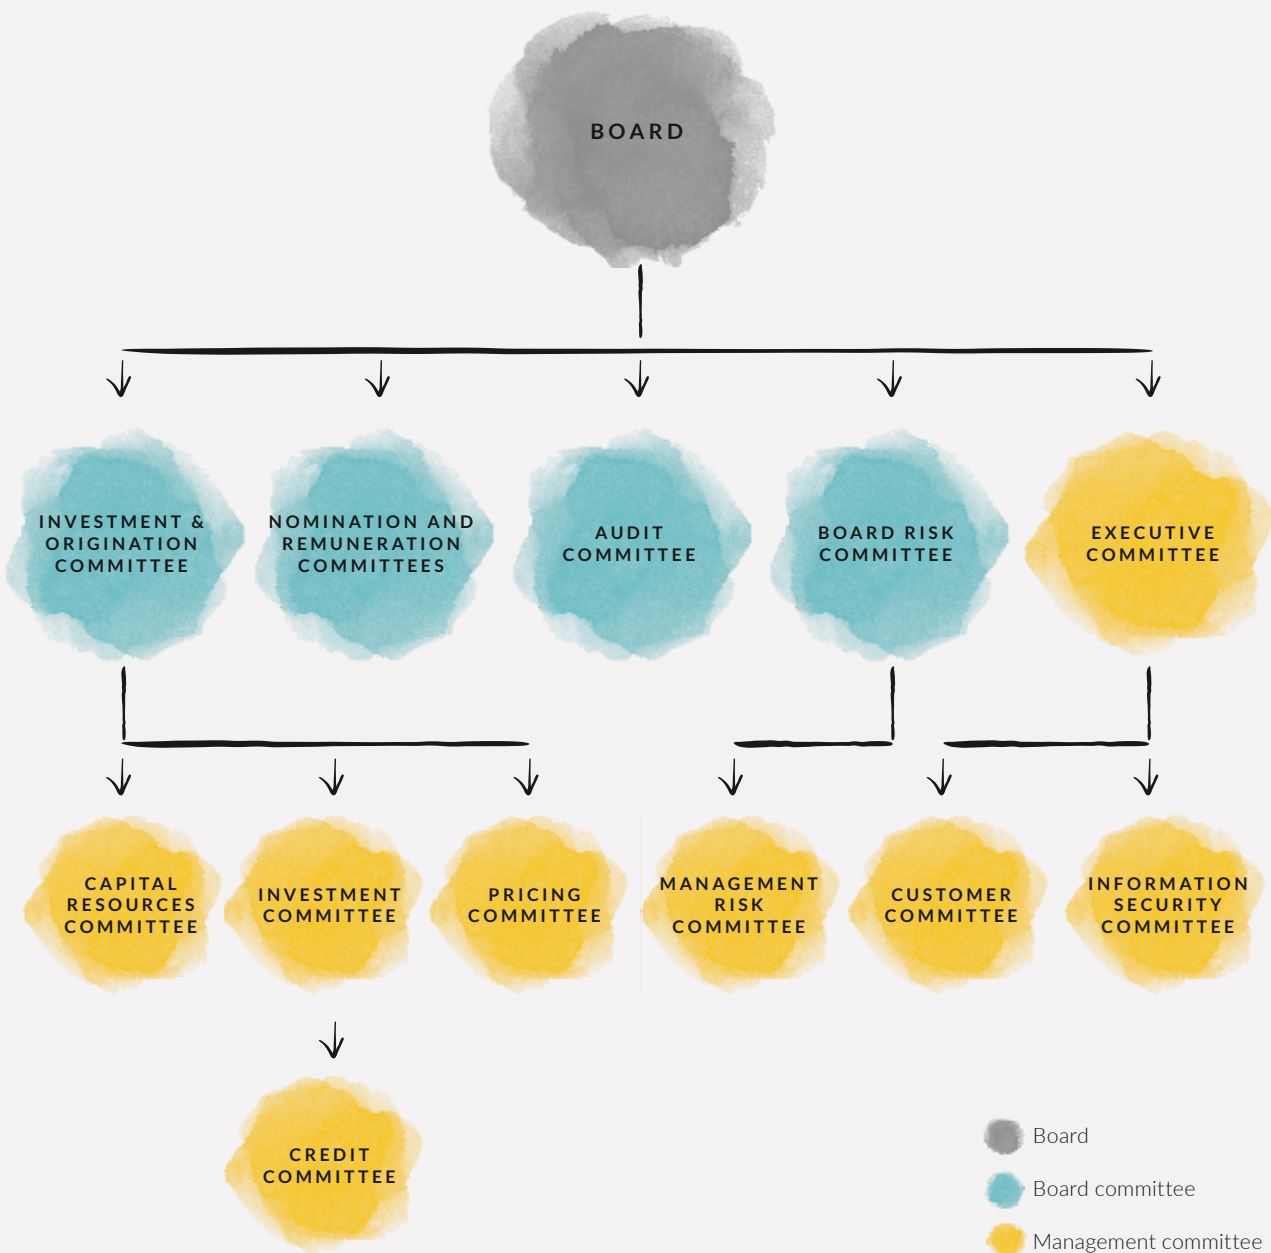 BOARD
INVESTMENT &
ORIGINATION
COMMITTEE
NOMINATION AND
REMUNERATION
COMMITTEES
AUDIT
COMMITTEE
BOARD RISK
COMMITTEE
EXECUTIVE
COMMITTEE
CAPITAL
RESOURCES
COMMITTEE
INVESTMENT
COMMITTEE
PRICING
COMMITTEE
MANAGEMENT
RISK
COMMITTEE
CUSTOMER
COMMITTEE
INFORMATION
SECURITY
COMMITTEE
CREDIT
COMMITTEE
Board
Board committee
Management committee